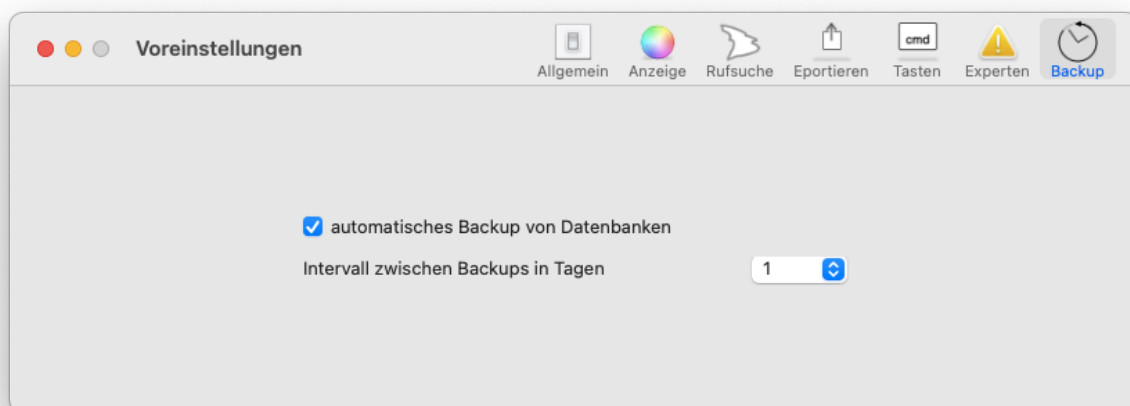 Voreinstellungen
cmd
Allgemein Anzeige Rufsuche Eportieren Tasten Experten Backup
automatisches Backup von Datenbanken
Intervall zwischen Backups in Tagen 1